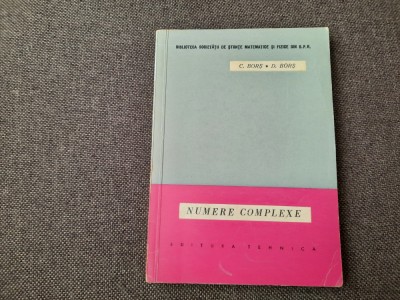 BIBLIOTECA SOCIETĂȚII DE ȘTIINȚE MATEMATICE ȘI FIZICE DIN R.P.R.
C. BORȘ • D. BORȘ
NUMERE COMPLEXE
EDITURA TEHNICĂ